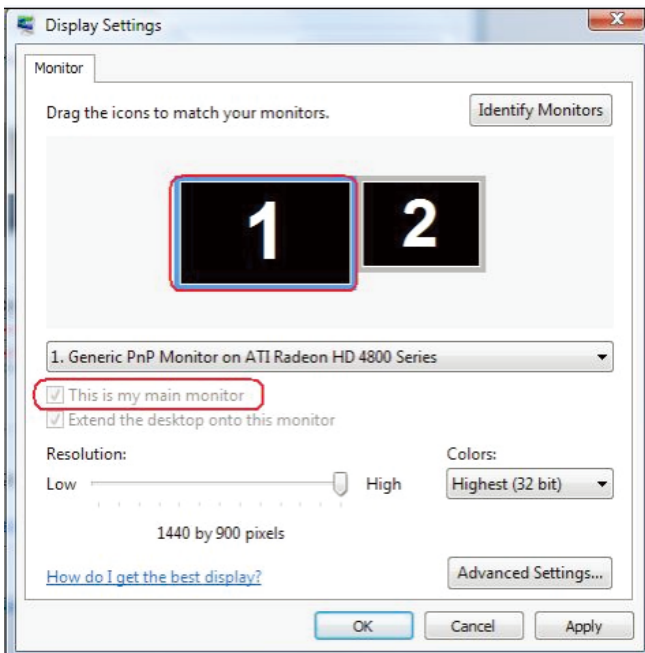 Display Settings
Monitor
Drag the icons to match your monitors.
Identify Monitors
1
2
1. Generic PnP Monitor on ATI Radeon HD 4800 Series
This is my main monitor
Extend the desktop onto this monitor
Resolution:
Colors:
Low
High
Highest (32 bit)
1440 by 900 pixels
How do I get the best display?
Advanced Settings...
OK
Cancel
Apply